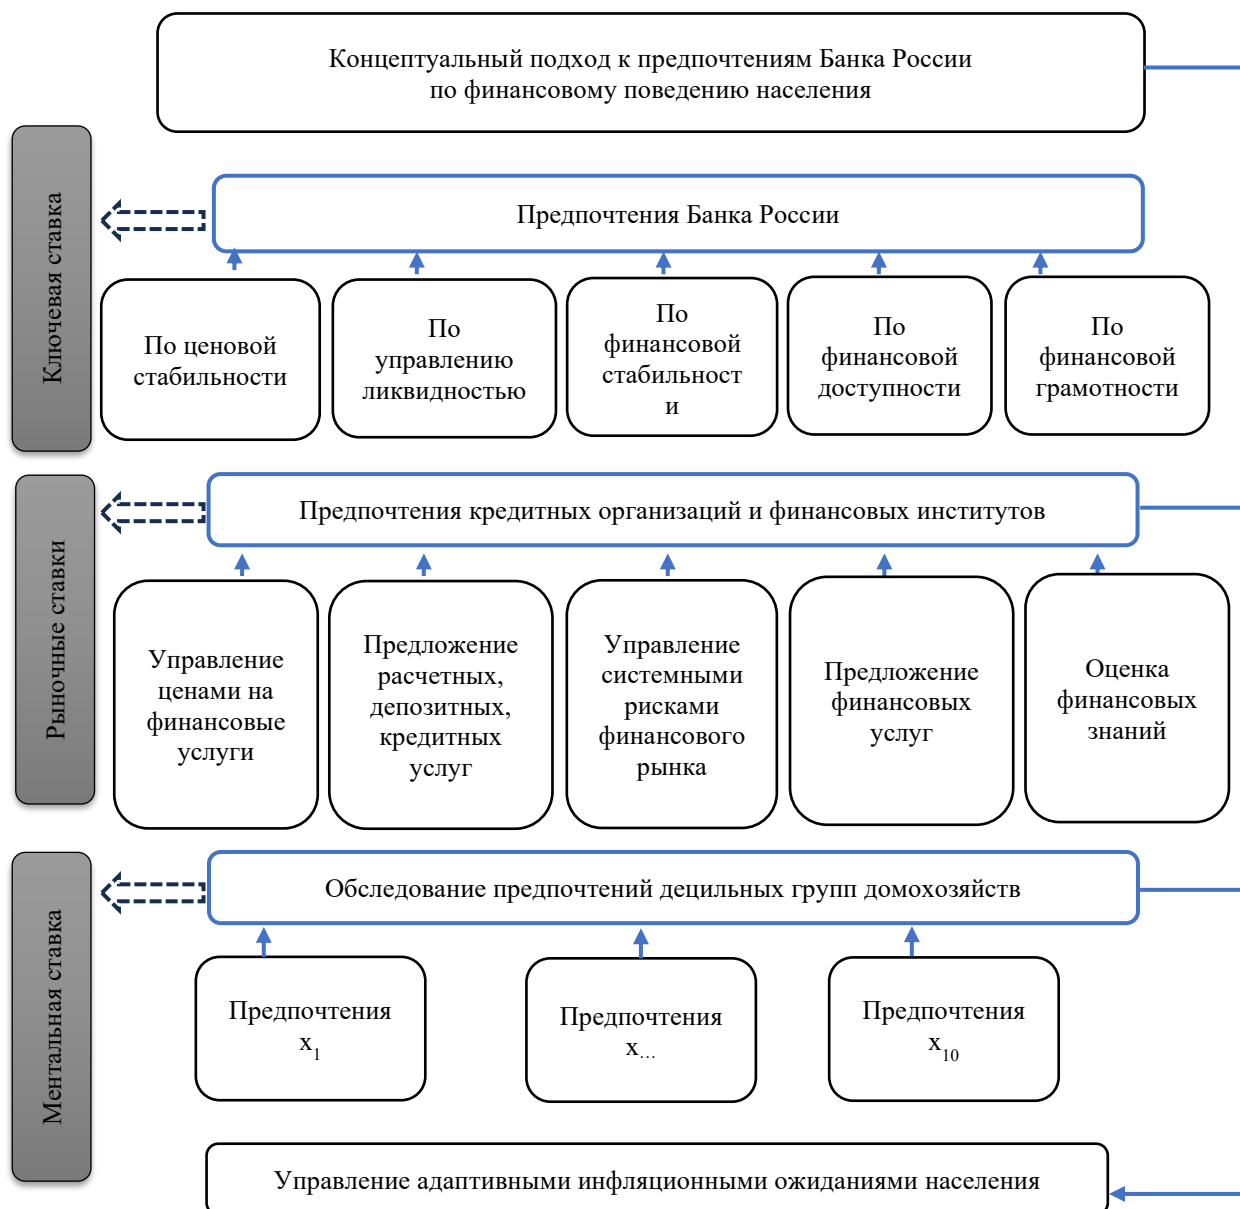 Концептуальный подход к предпочтениям Банка России
по финансовому поведению населения
Ключевая ставка
Предпочтения Банка России
По ценовой
стабильности
По
управлению
ликвидностью
По
финансовой
стабильност
и
По
финансовой
доступности
По
финансовой
грамотности
Рыночные ставки
Предпочтения кредитных организаций и финансовых институтов
Управление
ценами на
финансовые
услуги
Предложение
расчетных,
депозитных,
кредитных
услуг
Управление
системными
рисками
финансового
рынка
Предложение
финансовых
услуг
Оценка
финансовых
знаний
Ментальная ставка
Обследование предпочтений децильных групп домохозяйств
Предпочтения
x1
Предпочтения
x...
Предпочтения
x10
Управление адаптивными инфляционными ожиданиями населения